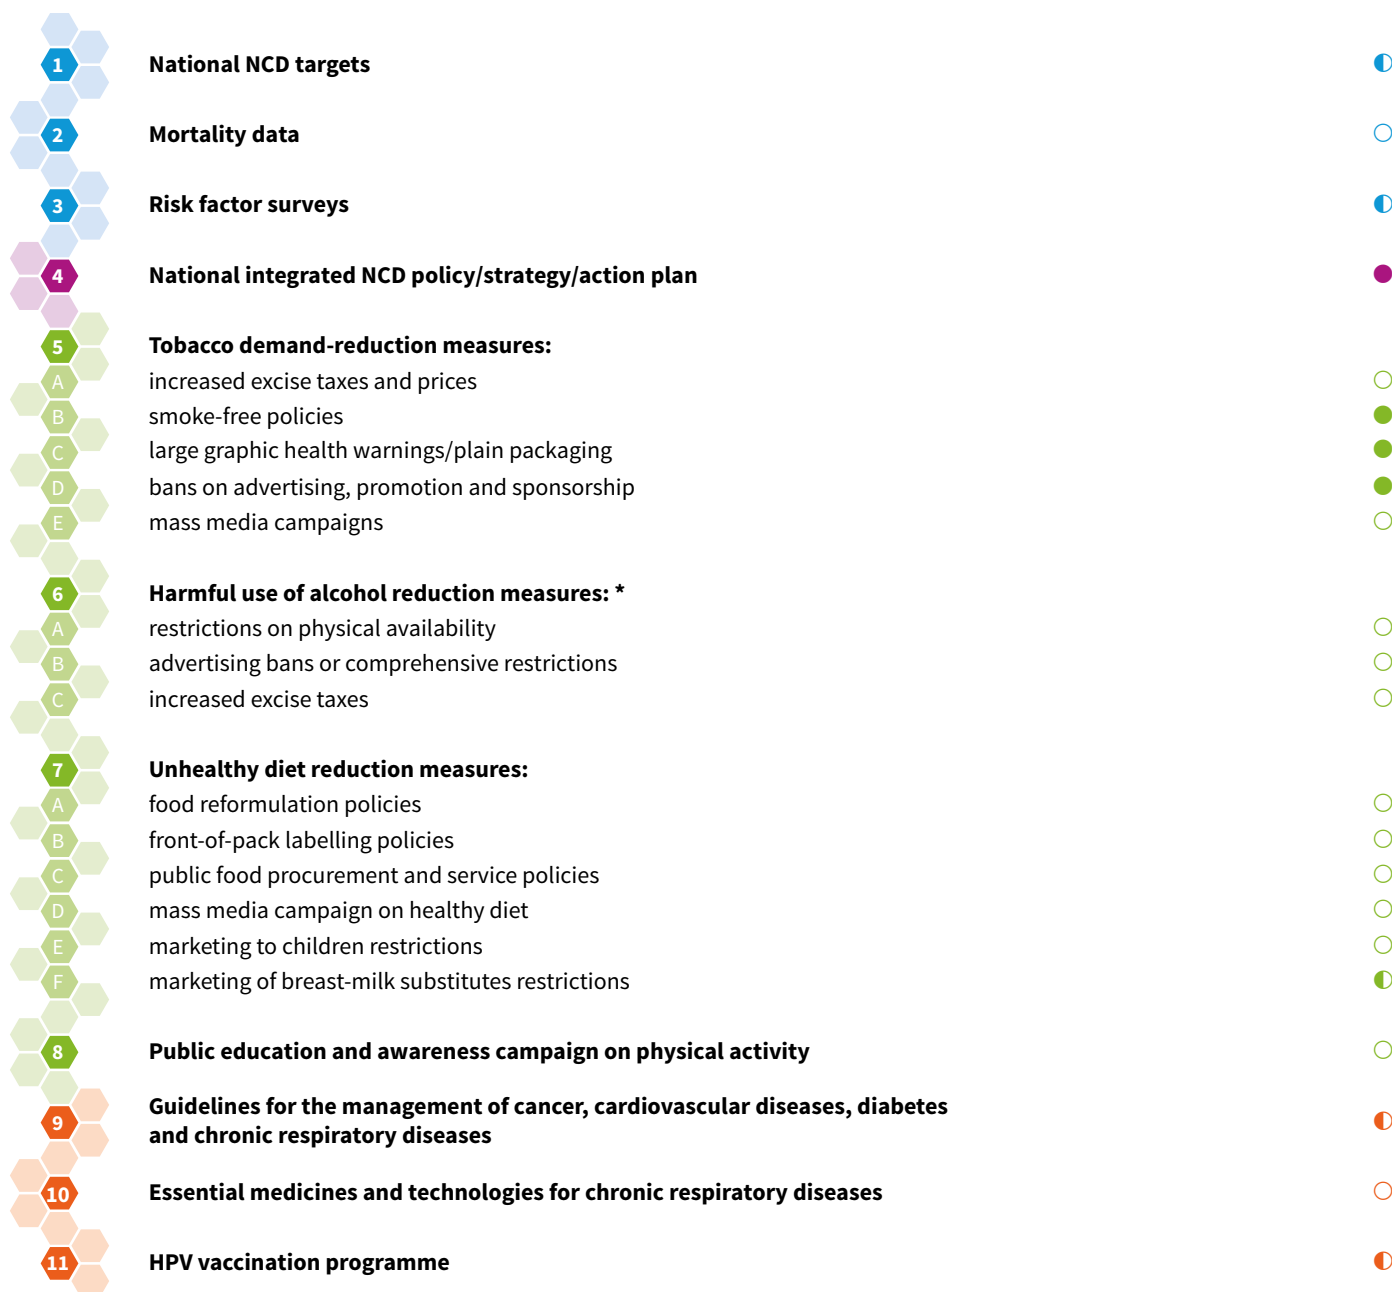 1 National NCD targets
2 Mortality data
3 Risk factor surveys
4 National integrated NCD policy/strategy/action plan
5 Tobacco demand-reduction measures:
A increased excise taxes and prices
B smoke-free policies
C large graphic health warnings/plain packaging
D bans on advertising, promotion and sponsorship
E mass media campaigns
6 Harmful use of alcohol reduction measures: *
A restrictions on physical availability
B advertising bans or comprehensive restrictions
C increased excise taxes
7 Unhealthy diet reduction measures:
A food reformulation policies
B front-of-pack labelling policies
C public food procurement and service policies
D mass media campaign on healthy diet
E marketing to children restrictions
F marketing of breast-milk substitutes restrictions
8 Public education and awareness campaign on physical activity
9 Guidelines for the management of cancer, cardiovascular diseases, diabetes
and chronic respiratory diseases
10 Essential medicines and technologies for chronic respiratory diseases
11 HPV vaccination programme